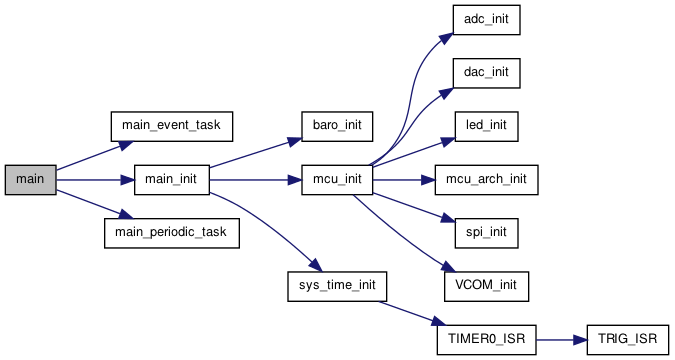 main
main_event_task
main_init
main_periodic_task
baro_init
mcu_init
sys_time_init
adc_init
dac_init
led_init
mcu_arch_init
spi_init
VCOM_init
TIMER0_ISR
TRIG_ISR